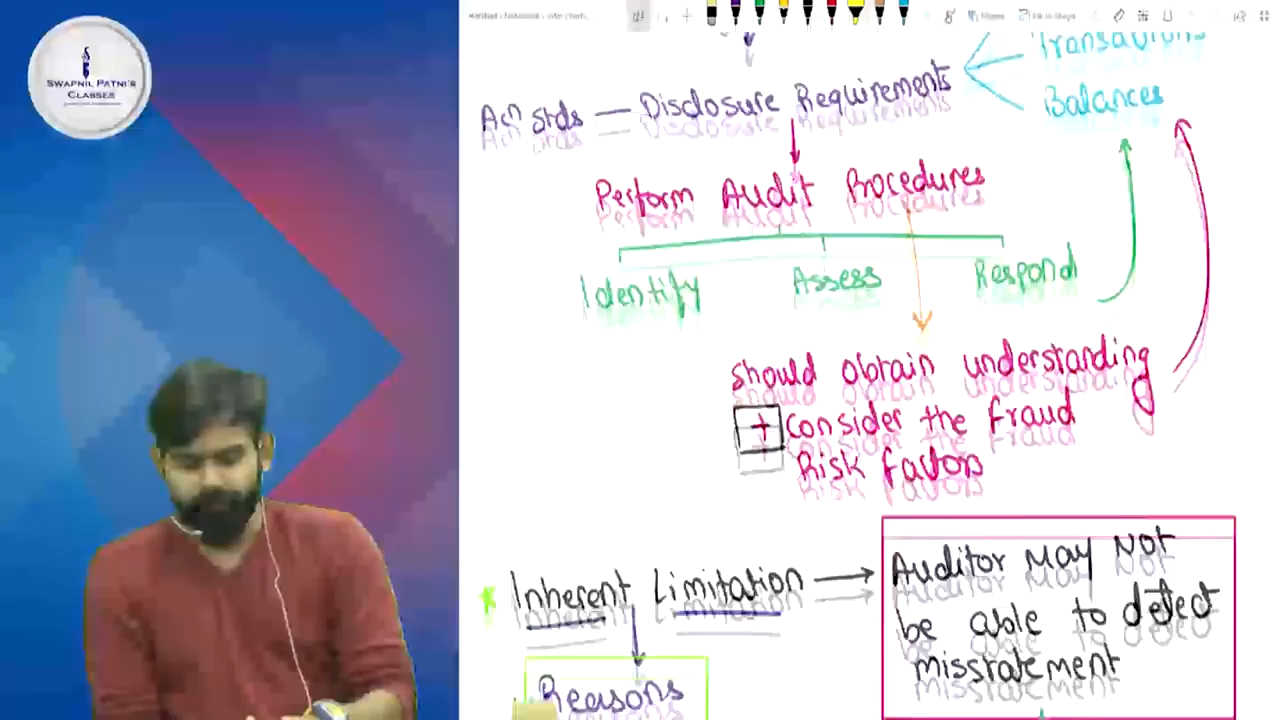 SWAPNIL PATNI'S
CLASSES
Transactions
Balances
Acn Stds — Disclosure Requirements
Perform Audit Procedures
Identify Assess Respond
should obtain understanding
+ Consider the fraud
Risk factors
* Inherent Limitation → Auditor May Not
be able to detect
misstatement
Reasons